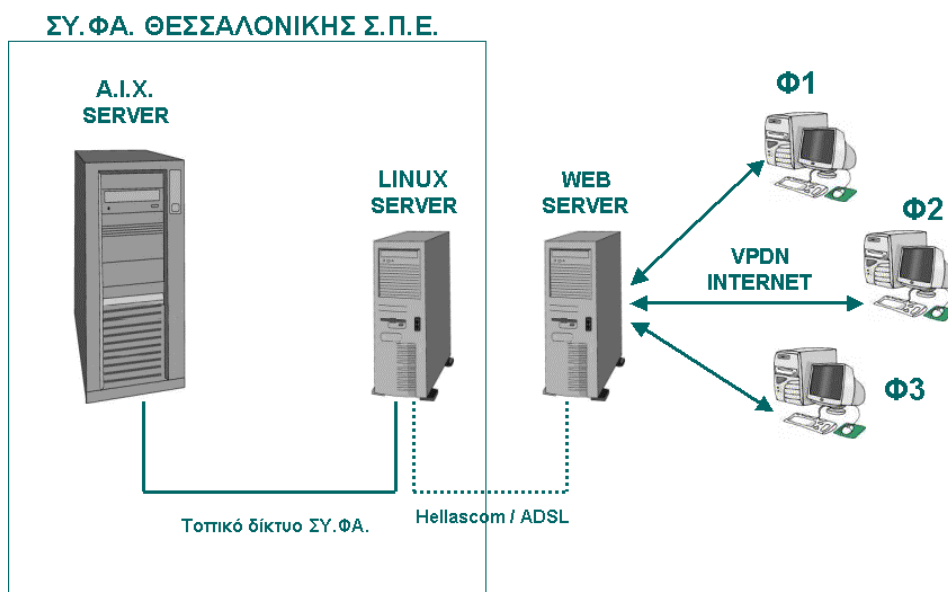 ΣΥ.ΦΑ. ΘΕΣΣΑΛΟΝΙΚΗΣ Σ.Π.Ε.
A.I.X.
SERVER
LINUX
SERVER
WEB
SERVER
Φ1
Φ2
VPDN
INTERNET
Φ3
Τοπικό δίκτυο ΣΥ.ΦΑ.
Hellascom / ADSL